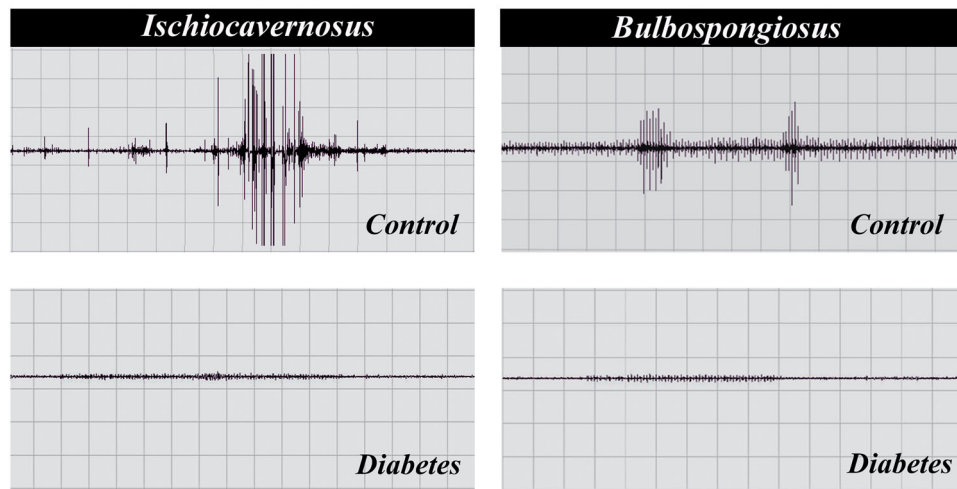 Ischiocavernosus
Bulbospongiosus
Control
Control
Diabetes
Diabetes